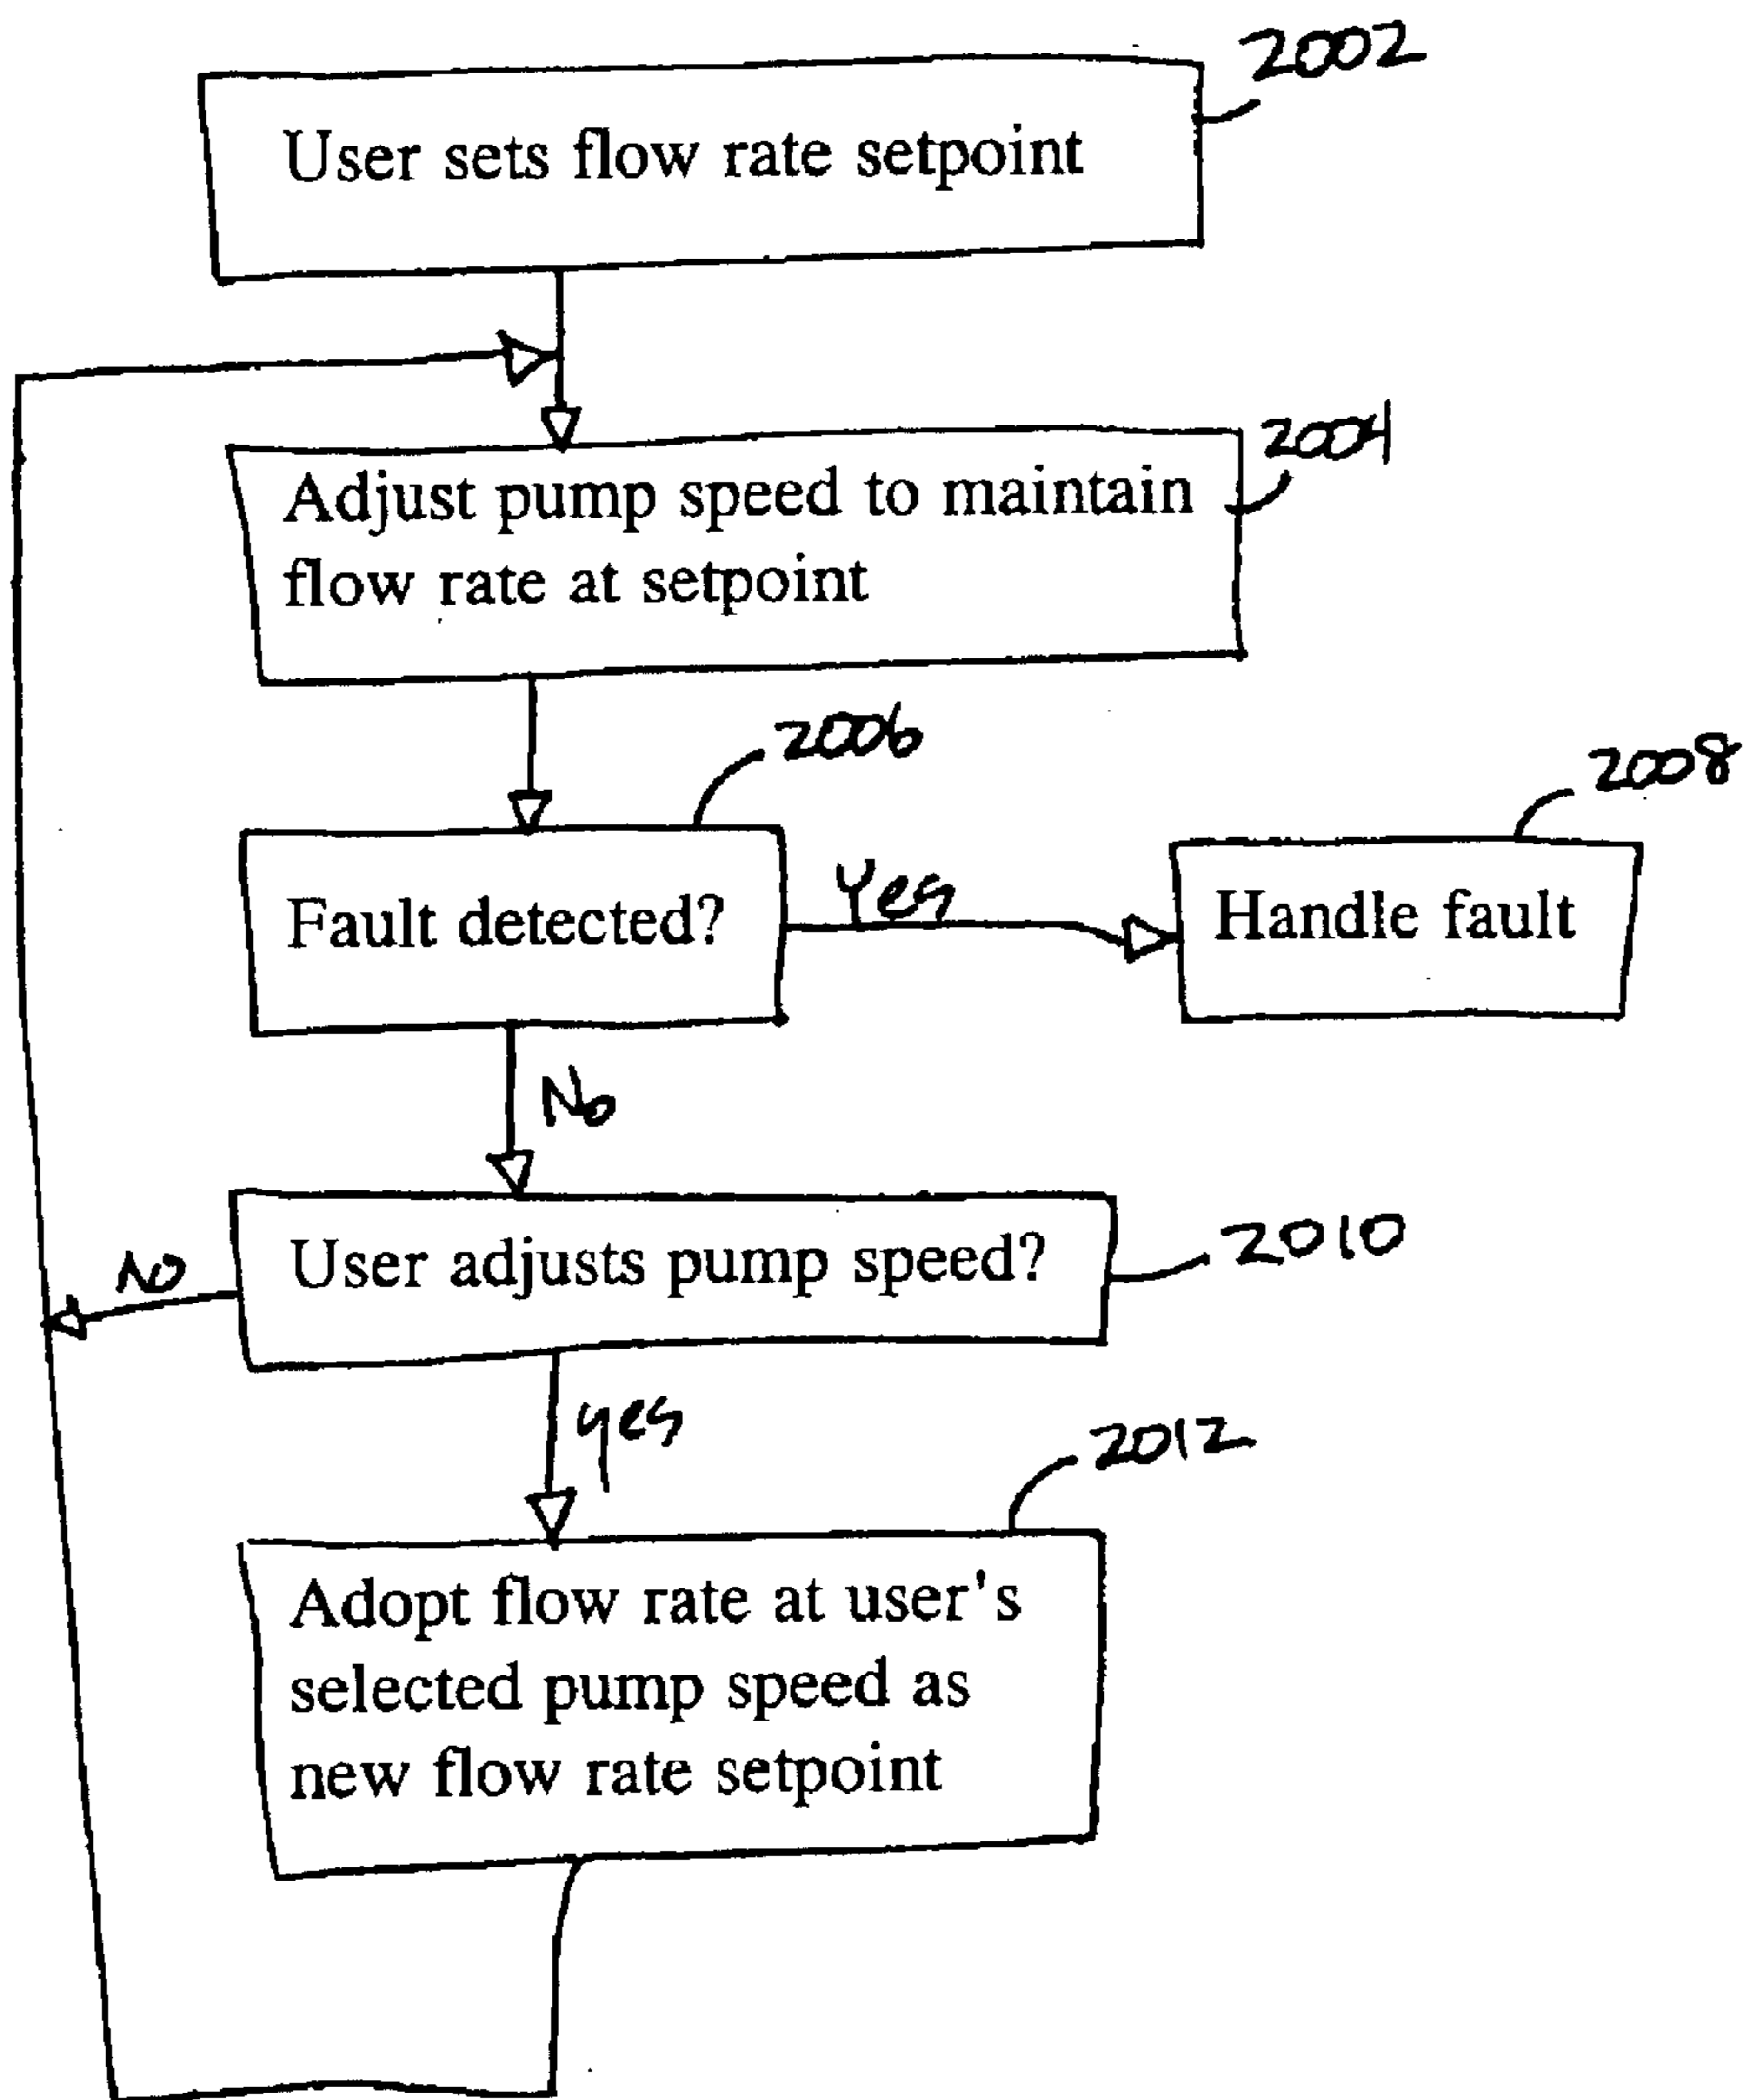 2002
User sets flow rate setpoint
2004
Adjust pump speed to maintain
flow rate at setpoint
2006
2008
Fault detected?
Yes
Handle fault
No
User adjusts pump speed?
2010
No
yes
2012
Adopt flow rate at user's
selected pump speed as
new flow rate setpoint